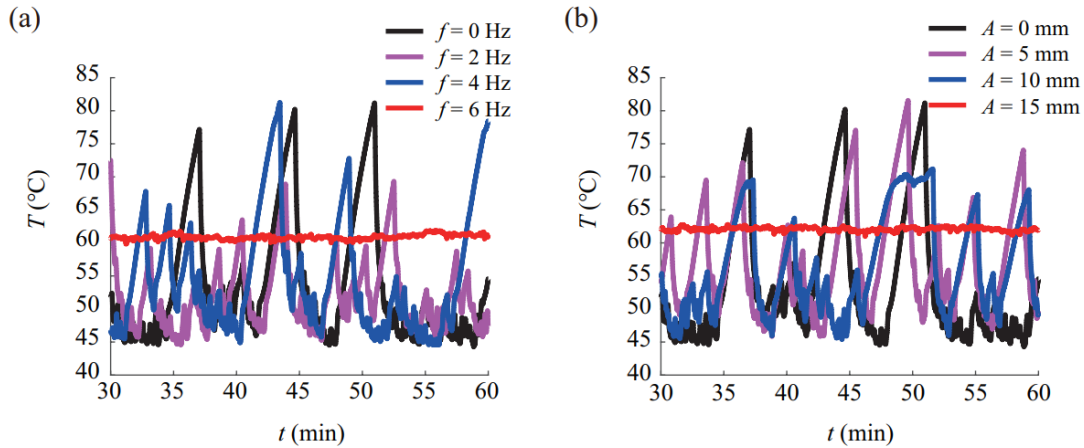 (a)
f = 0 Hz
f = 2 Hz
f = 4 Hz
f = 6 Hz
85
80
75
70
65
60
55
50
45
40
T (°C)
30 35 40 45 50 55 60
t (min)
(b)
A = 0 mm
A = 5 mm
A = 10 mm
A = 15 mm
85
80
75
70
65
60
55
50
45
40
T (°C)
30 35 40 45 50 55 60
t (min)